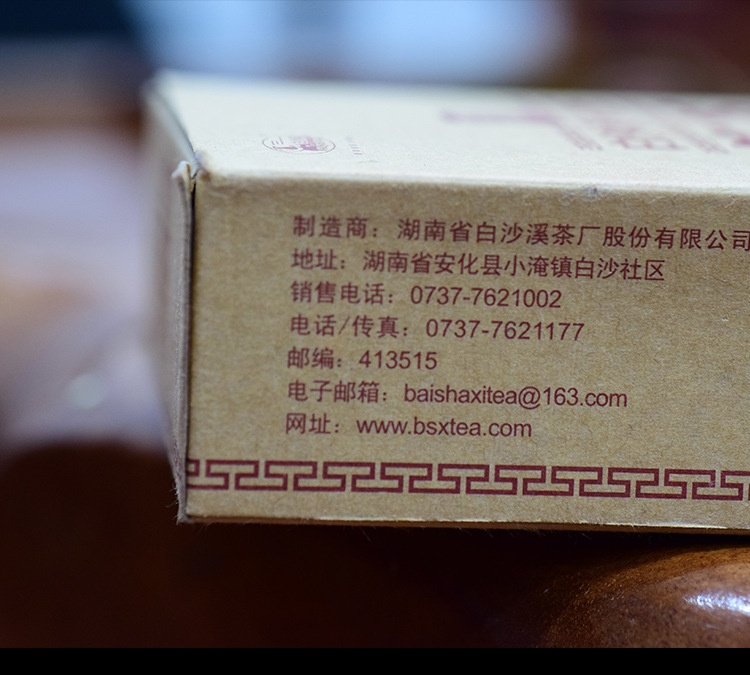 制造商：湖南省白沙溪茶厂股份有限公司
地址：湖南省安化县小淹镇白沙社区
销售电话：0737-7621002
电话/传真：0737-7621177
邮编：413515
电子邮箱：baishaxitea@163.com
网址：www.bsxtea.com